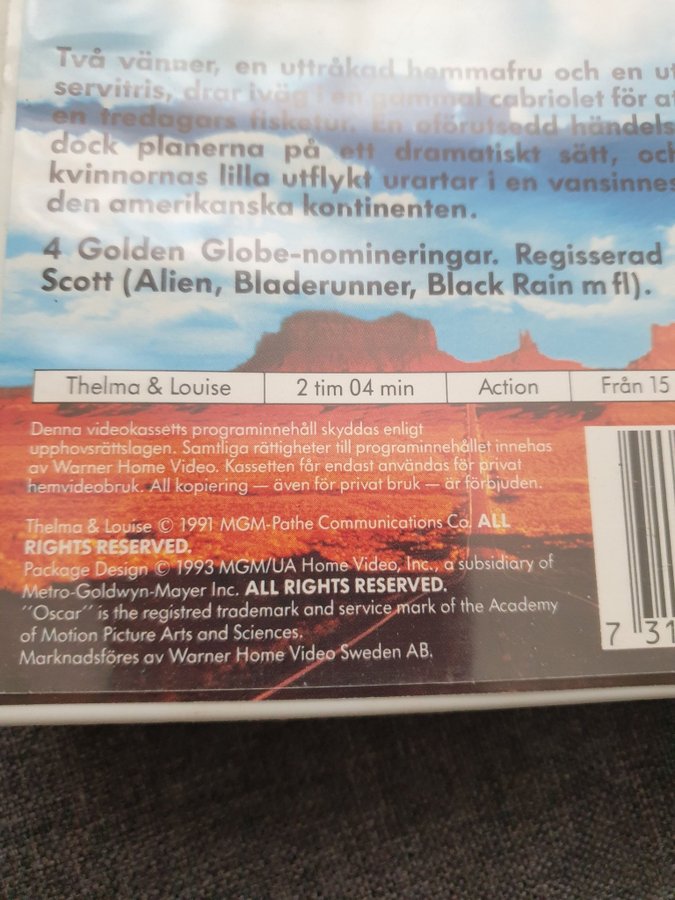 Två vänner, en uttråkad hemmafru och en
servitris, drar iväg i en gammal cabriolet för
en tredagars fisketur. En oförutsedd
dock planerna på ett dramatiskt sätt,
kvinnornas lilla utflykt urartar i en
den amerikanska kontinenten.
4 Golden Globe-nomineringar. Regisserad
Scott (Alien, Bladerunner, Black Rain m fl).
Thelma & Louise 2 tim 04 min Action Från 15
Denna videokassetts programinnehåll skyddas enligt
upphovsrättslagen. Samtliga rättigheter till programinnehållet innehas
av Warner Home Video. Kassetten får endast användas för privat
hemvideobruk. All kopiering — även för privat bruk — är förbjuden.
Thelma & Louise © 1991 MGM-Pathe Communications Co. ALL
RIGHTS RESERVED.
Package Design © 1993 MGM/UA Home Video, Inc., a subsidiary of
Metro-Goldwyn-Mayer Inc. ALL RIGHTS RESERVED.
"Oscar" is the registred trademark and service mark of the Academy
of Motion Picture Arts and Sciences.
Marknadsföres av Warner Home Video Sweden AB.
7 31